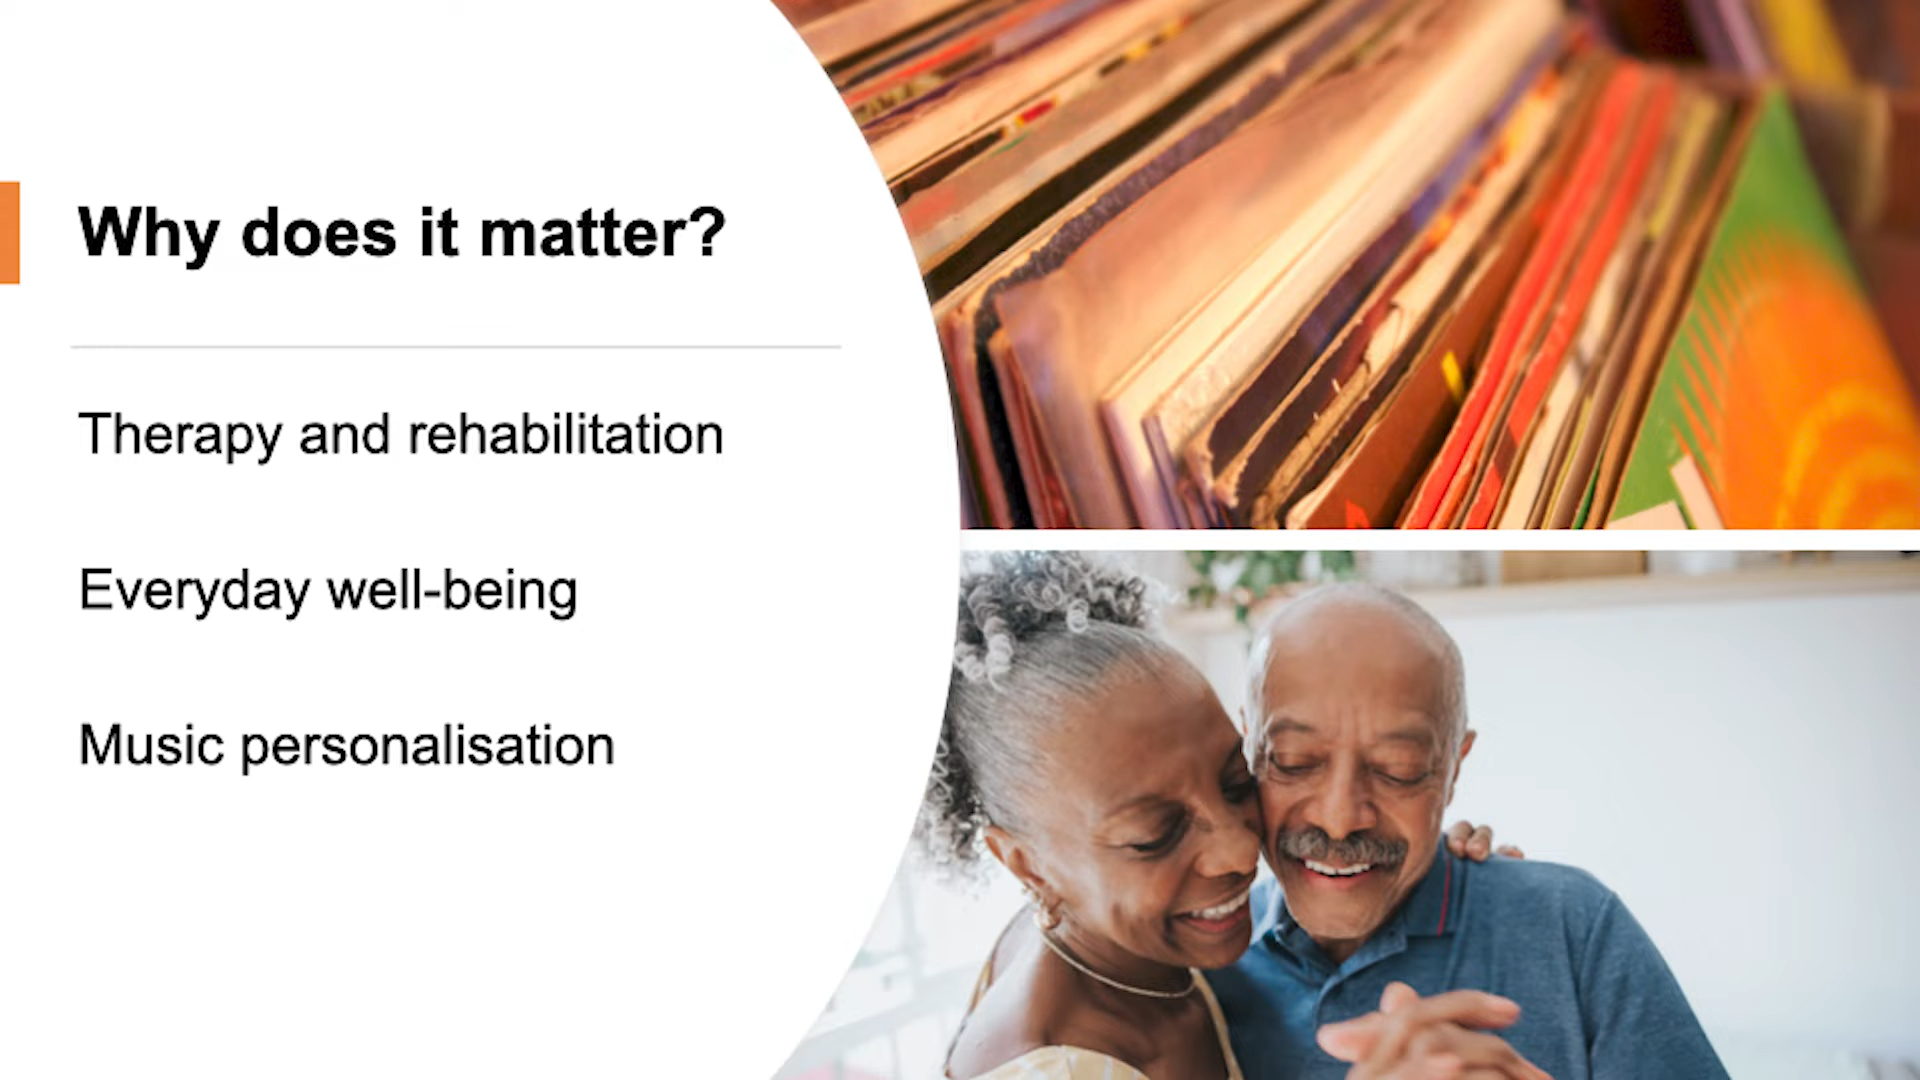 Why does it matter?
Therapy and rehabilitation
Everyday well-being
Music personalisation